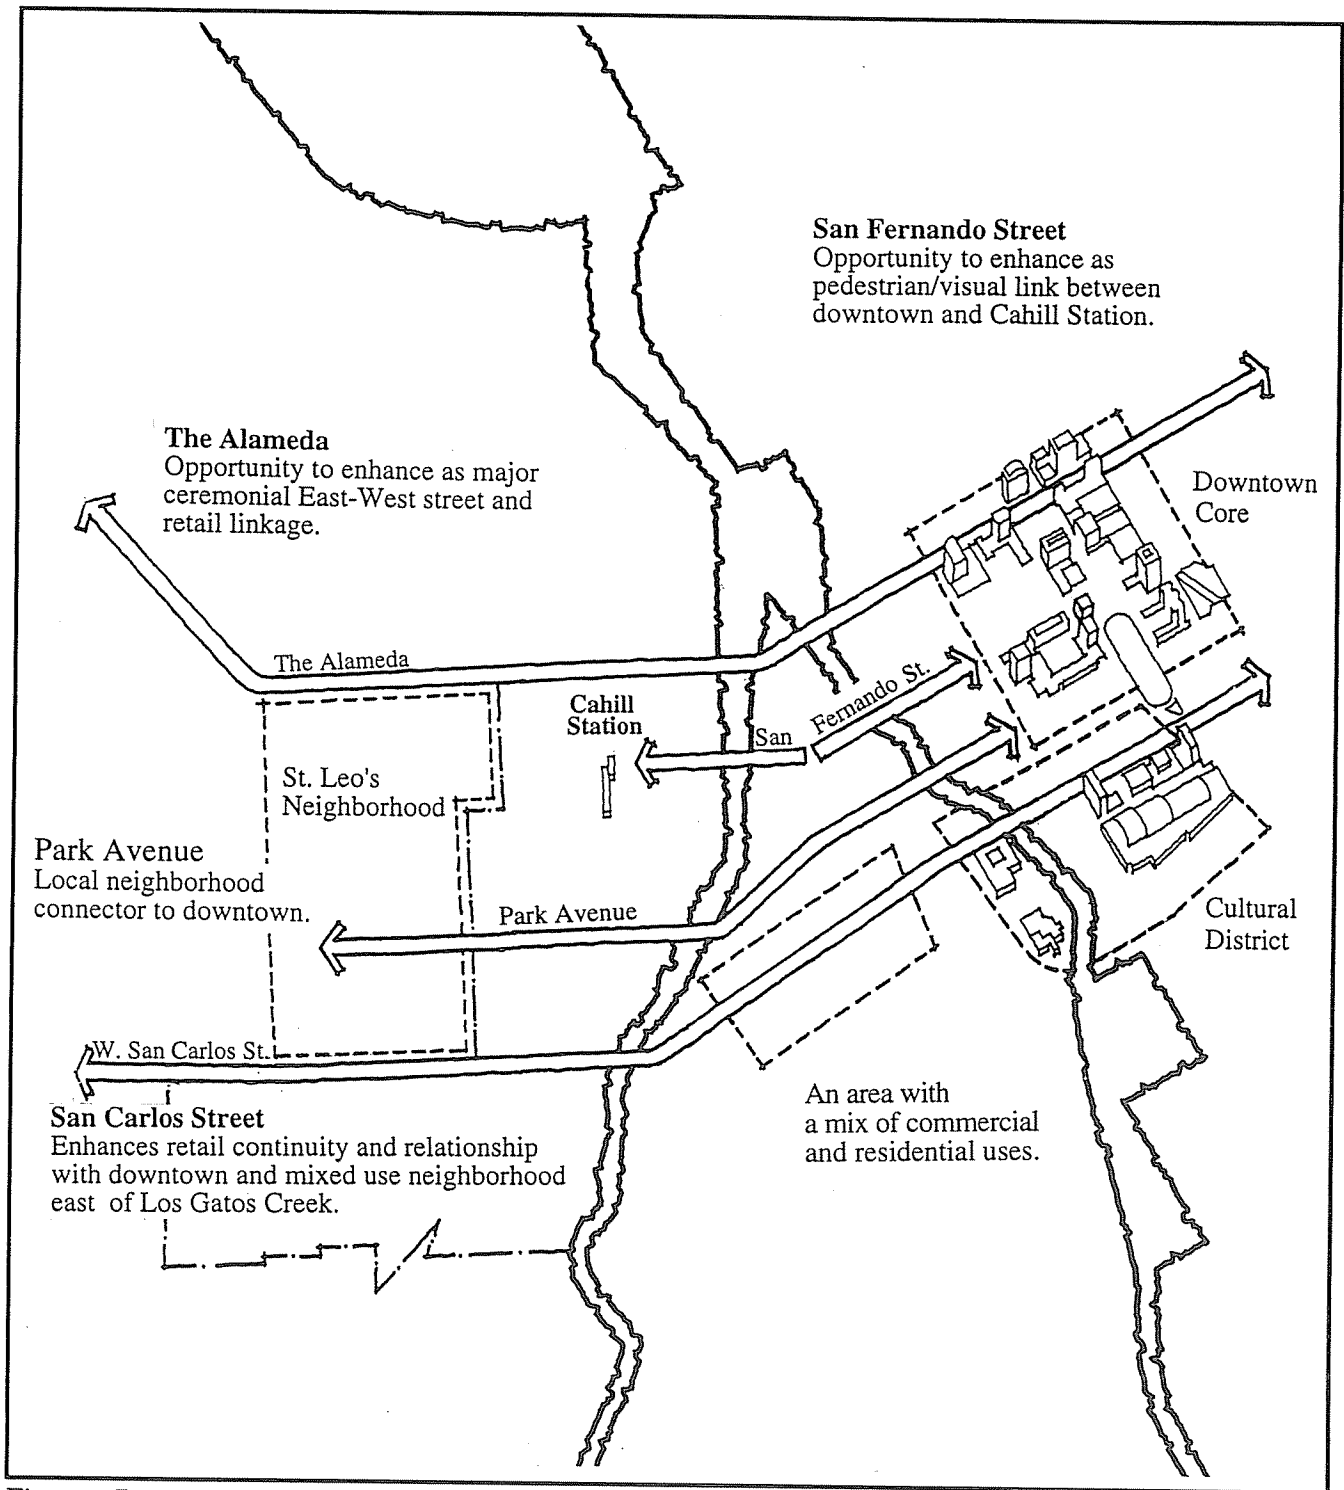 San Fernando Street
Opportunity to enhance as
pedestrian/visual link between
downtown and Cahill Station.
The Alameda
Opportunity to enhance as major
ceremonial East-West street and
retail linkage.
Downtown
Core
The Alameda
Cahill
Station
San
Fernando St.
St. Leo's
Neighborhood
Park Avenue
Local neighborhood
connector to downtown.
Park Avenue
Cultural
District
W. San Carlos St.
San Carlos Street
Enhances retail continuity and relationship
with downtown and mixed use neighborhood
east of Los Gatos Creek.
An area with
a mix of commercial
and residential uses.